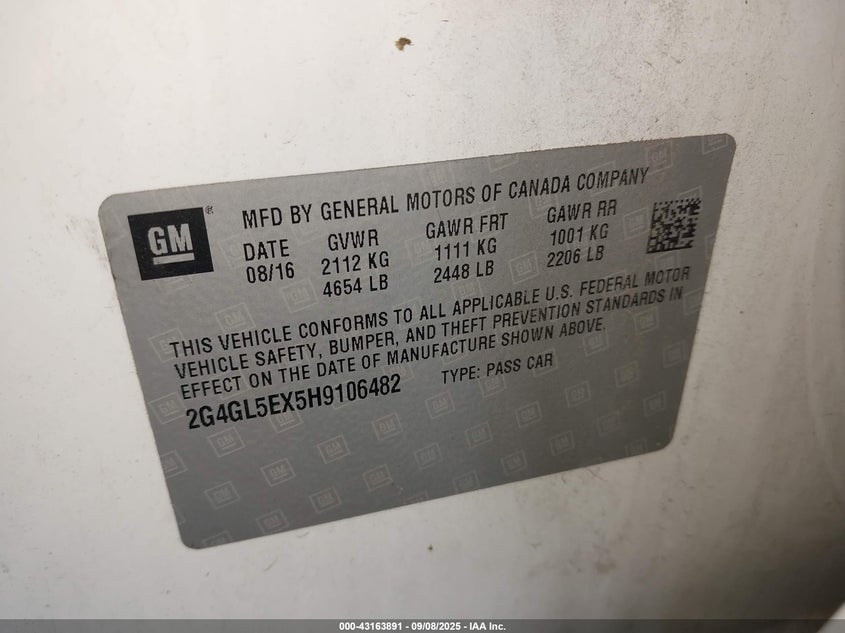 GM®
MFD BY GENERAL MOTORS OF CANADA COMPANY
DATE GVWR GAWR FRT GAWR RR
08/16 2112 KG 1111 KG 1001 KG
4654 LB 2448 LB 2206 LB
THIS VEHICLE CONFORMS TO ALL APPLICABLE U.S. FEDERAL MOTOR
VEHICLE SAFETY, BUMPER, AND THEFT PREVENTION STANDARDS IN
EFFECT ON THE DATE OF MANUFACTURE SHOWN ABOVE.
2G4GL5EX5H9106482 TYPE: PASS CAR
000-43163891 - 09/08/2025 - IAA Inc.